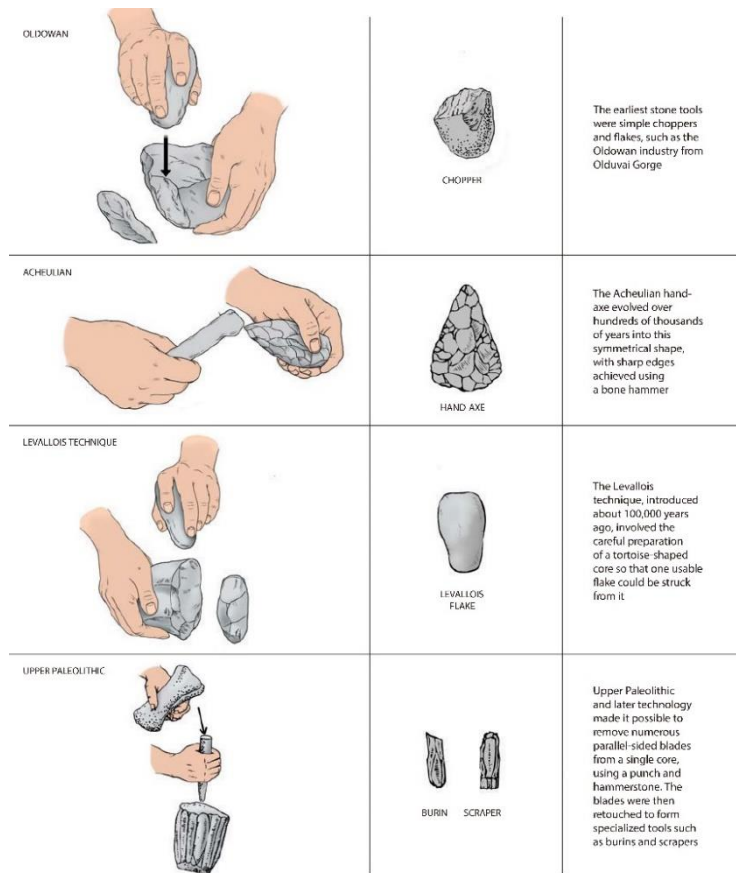 OLDOWAN
CHOPPER
The earliest stone tools
were simple choppers
and flakes, such as the
Oldowan industry from
Olduvai Gorge
ACHEULIAN
HAND AXE
The Acheulian hand-
axe evolved over
hundreds of thousands
of years into this
symmetrical shape,
with sharp edges
achieved using
a bone hammer
LEVALLOIS TECHNIQUE
LEVALLOIS
FLAKE
The Levallois
technique, introduced
about 100,000 years
ago, involved the
careful preparation
of a tortoise-shaped
core so that one usable
flake could be struck
from it
UPPER PALEOLITHIC
BURIN SCRAPER
Upper Paleolithic
and later technology
made it possible to
remove numerous
parallel-sided blades
from a single core,
using a punch and
hammerstone. The
blades were then
retouched to form
specialized tools such
as burins and scrapers